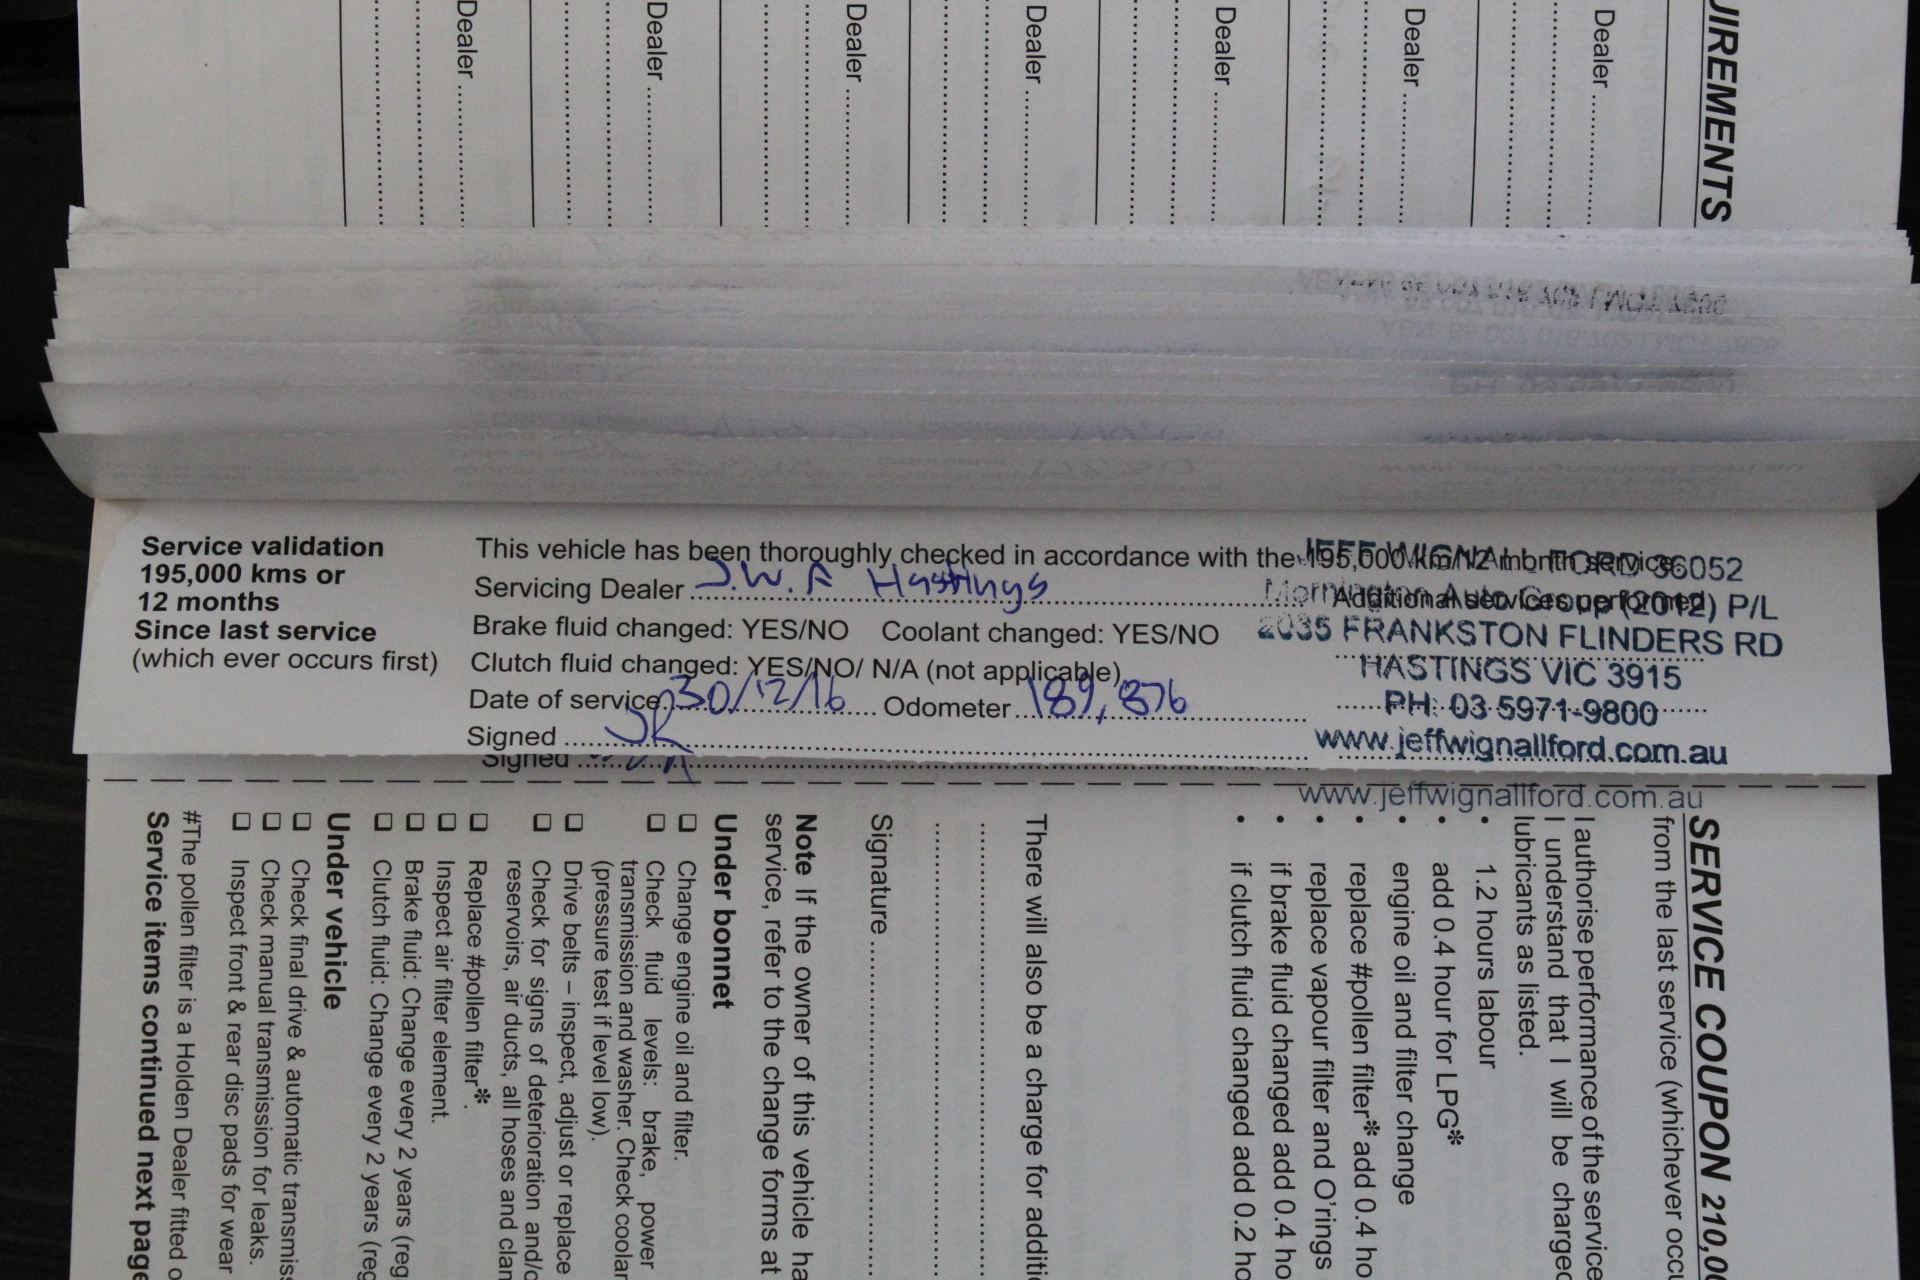 UIREMENTS
Dealer
Dealer
Dealer
Dealer
Dealer
Dealer
Dealer
Service validation
195,000 kms or
12 months
Since last service
(which ever occurs first)
This vehicle has been thoroughly checked in accordance with the 195,000 km/12 month service.
Servicing Dealer J.W.F Hastings
Additional services performed
Brake fluid changed: YES/NO Coolant changed: YES/NO
Clutch fluid changed: YES/NO/ N/A (not applicable)
Date of service 30/12/16 Odometer 189,876
Signed JR
JEFF WIGNALL FORD 36052
Mornington Auto Group (2012) P/L
2035 FRANKSTON FLINDERS RD
HASTINGS VIC 3915
PH: 03 5971-9800
www.jeffwignallford.com.au
Signed
www.jeffwignallford.com.au
SERVICE COUPON 210,00
from the last service (whichever occu
I authorise performance of the service
I understand that I will be charged
lubricants as listed.
• 1.2 hours labour
• add 0.4 hour for LPG*
• engine oil and filter change
• replace #pollen filter* add 0.4 ho
• replace vapour filter and O'rings
• if brake fluid changed add 0.4 ho
• if clutch fluid changed add 0.2 ho
There will also be a charge for additi
Signature
Note If the owner of this vehicle ha
service, refer to the change forms at
Under bonnet
Change engine oil and filter.
Check fluid levels: brake, power
transmission and washer. Check coolan
(pressure test if level low).
Drive belts – inspect, adjust or replace
Check for signs of deterioration and/o
reservoirs, air ducts, all hoses and clam
Replace #pollen filter*.
Inspect air filter element.
Brake fluid: Change every 2 years (reg
Clutch fluid: Change every 2 years (reg
Under vehicle
Check final drive & automatic transmis
Check manual transmission for leaks.
Inspect front & rear disc pads for wear
#The pollen filter is a Holden Dealer fitted o
Service items continued next page